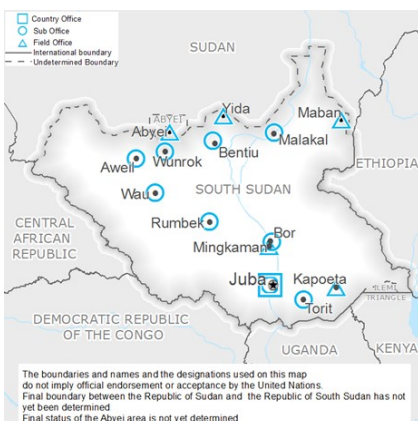 Country Office
Sub Office
Field Office
International boundary
Undetermined Boundary
SUDAN
Yida
Maban
ABYEI
Abyei
Malakal
Bentiu
Wunrok
Aweil
ETHIOPIA
Wau
SOUTH SUDAN
Rumbek
CENTRAL
AFRICAN
REPUBLIC
Bor
Mingkaman
Juba
Kapoeta
ILEMI
TRIANGLE
Torit
DEMOCRATIC REPUBLIC
OF THE CONGO
UGANDA
KENYA
The boundaries and names and the designations used on this map
do not imply official endorsement or acceptance by the United Nations.
Final boundary between the Republic of Sudan and the Republic of South Sudan has not
yet been determined
Final status of the Abyei area is not yet determined